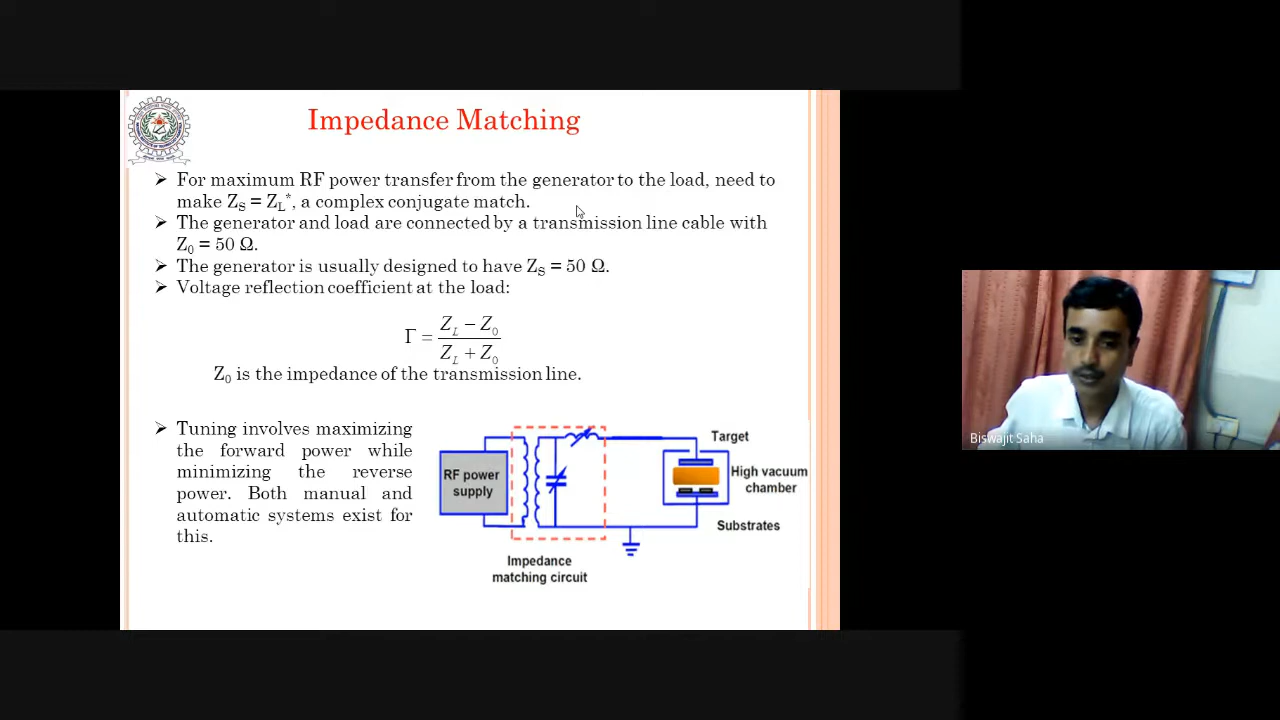 Impedance Matching
➢ For maximum RF power transfer from the generator to the load, need to
make Z_S = Z_L*, a complex conjugate match.
➢ The generator and load are connected by a transmission line cable with
Z_0 = 50 Ω.
➢ The generator is usually designed to have Z_S = 50 Ω.
➢ Voltage reflection coefficient at the load:
Γ = (Z_L − Z_0) / (Z_L + Z_0)
Z_0 is the impedance of the transmission line.
➢ Tuning involves maximizing
the forward power while
minimizing the reverse
power. Both manual and
automatic systems exist for
this.
RF power
supply
Impedance
matching circuit
Target
High vacuum
chamber
Substrates
Biswajit Saha